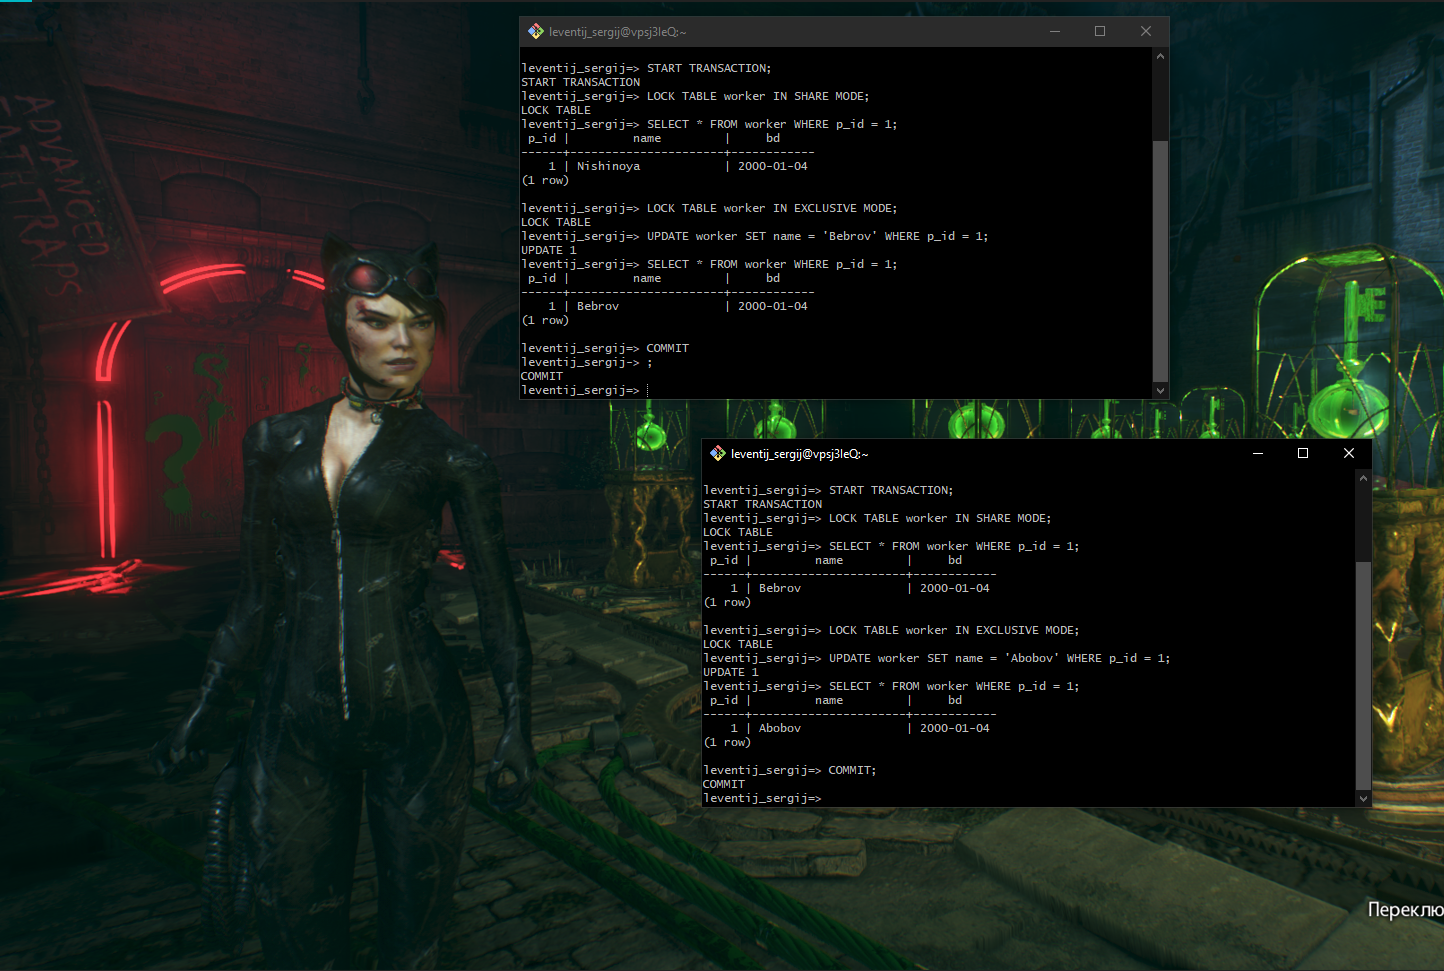 ADVANCED
DEATHTRAPS
leventij_sergij@vpsj3leQ:~
leventij_sergij=> START TRANSACTION;
START TRANSACTION
leventij_sergij=> LOCK TABLE worker IN SHARE MODE;
LOCK TABLE
leventij_sergij=> SELECT * FROM worker WHERE p_id = 1;
 p_id |         name         |     bd
------+----------------------+------------
    1 | Nishinoya            | 2000-01-04
(1 row)
leventij_sergij=> LOCK TABLE worker IN EXCLUSIVE MODE;
LOCK TABLE
leventij_sergij=> UPDATE worker SET name = 'Bebrov' WHERE p_id = 1;
UPDATE 1
leventij_sergij=> SELECT * FROM worker WHERE p_id = 1;
 p_id |         name         |     bd
------+----------------------+------------
    1 | Bebrov               | 2000-01-04
(1 row)
leventij_sergij=> COMMIT
leventij_sergij=> ;
COMMIT
leventij_sergij=>
leventij_sergij@vpsj3leQ:~
leventij_sergij=> START TRANSACTION;
START TRANSACTION
leventij_sergij=> LOCK TABLE worker IN SHARE MODE;
LOCK TABLE
leventij_sergij=> SELECT * FROM worker WHERE p_id = 1;
 p_id |         name         |     bd
------+----------------------+------------
    1 | Bebrov               | 2000-01-04
(1 row)
leventij_sergij=> LOCK TABLE worker IN EXCLUSIVE MODE;
LOCK TABLE
leventij_sergij=> UPDATE worker SET name = 'Abobov' WHERE p_id = 1;
UPDATE 1
leventij_sergij=> SELECT * FROM worker WHERE p_id = 1;
 p_id |         name         |     bd
------+----------------------+------------
    1 | Abobov               | 2000-01-04
(1 row)
leventij_sergij=> COMMIT;
COMMIT
leventij_sergij=>
Переклю